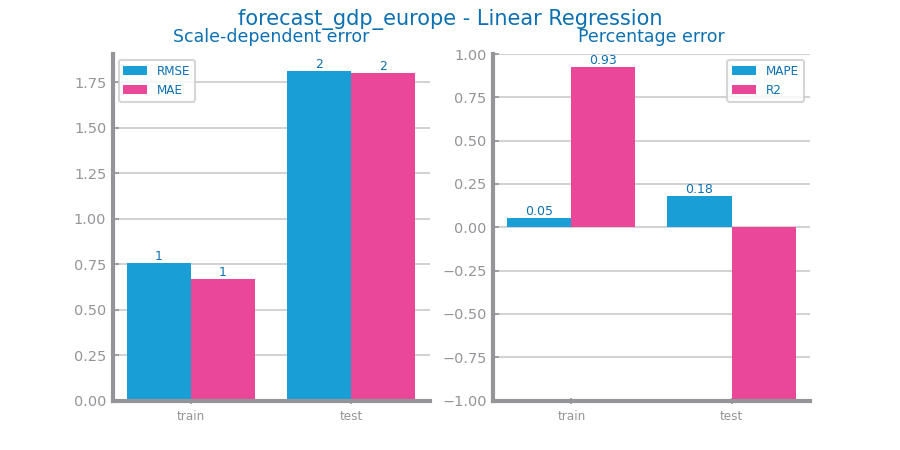 forecast_gdp_europe - Linear Regression
Scale-dependent error
1.75
1.50
1.25
1.00
0.75
0.50
0.25
0.00
RMSE
MAE
1
1
2
2
train
test
Percentage error
1.00
0.75
0.50
0.25
0.00
−0.25
−0.50
−0.75
−1.00
MAPE
R2
0.05
0.93
0.18
train
test